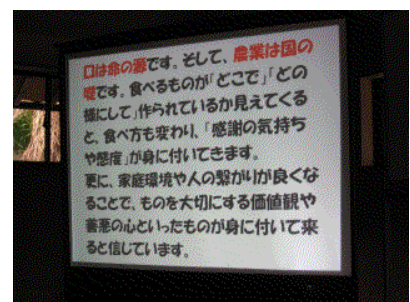 口は命の源です。そして、農業は国の
礎です。食べるものが「どこで」「どの
様にして」作られているか見えてくる
と、食べ方も変わり、「感謝の気持ち
や態度」が身に付いてきます。
更に、家庭環境や人の繋がりが良くな
ることで、ものを大切にする価値観や
善悪の心といったものが身に付いて来
ると信じています。